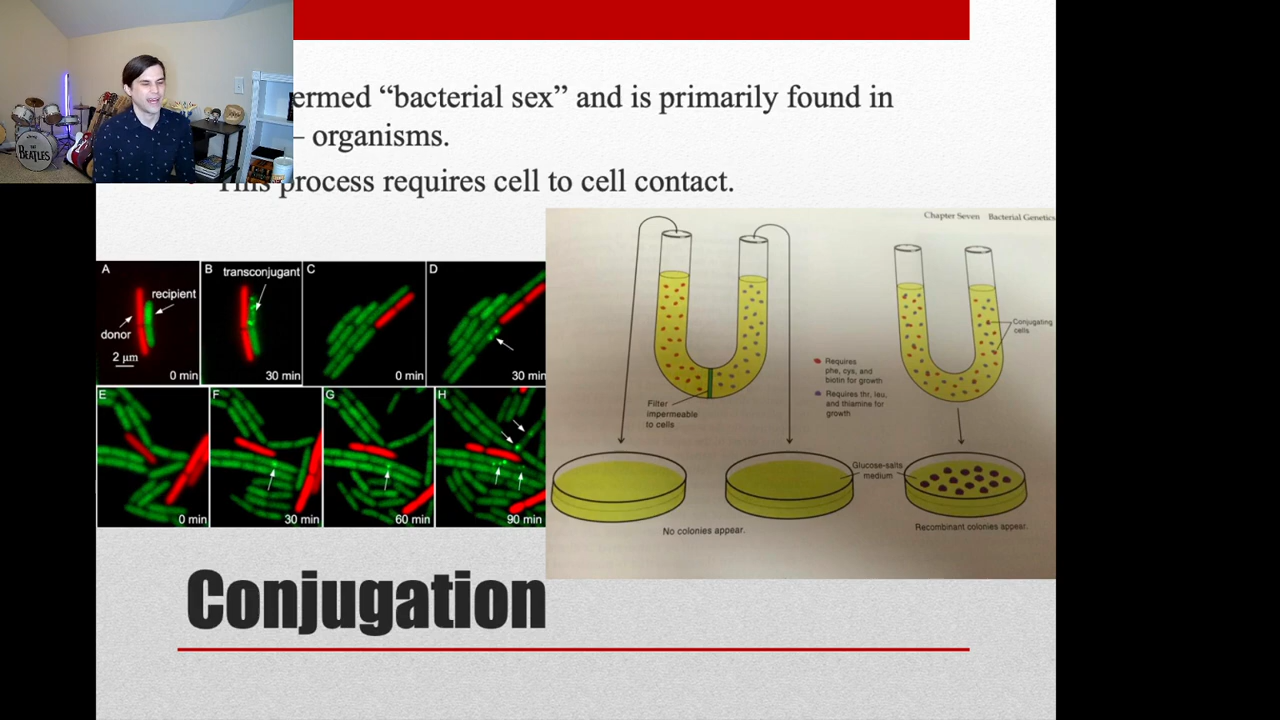 ermed “bacterial sex” and is primarily found in
– organisms.
This process requires cell to cell contact.
THE
BEATLES
Chapter Seven Bacterial Genetics
A
donor
recipient
2 μm
0 min
B
transconjugant
30 min
C
0 min
D
30 min
E
0 min
F
30 min
G
60 min
H
90 min
Filter
impermeable
to cells
Requires
phe, cys, and
biotin for growth
Requires thr, leu,
and thiamine for
growth
Conjugating
cells
Glucose-salts
medium
No colonies appear.
Recombinant colonies appear.
Conjugation